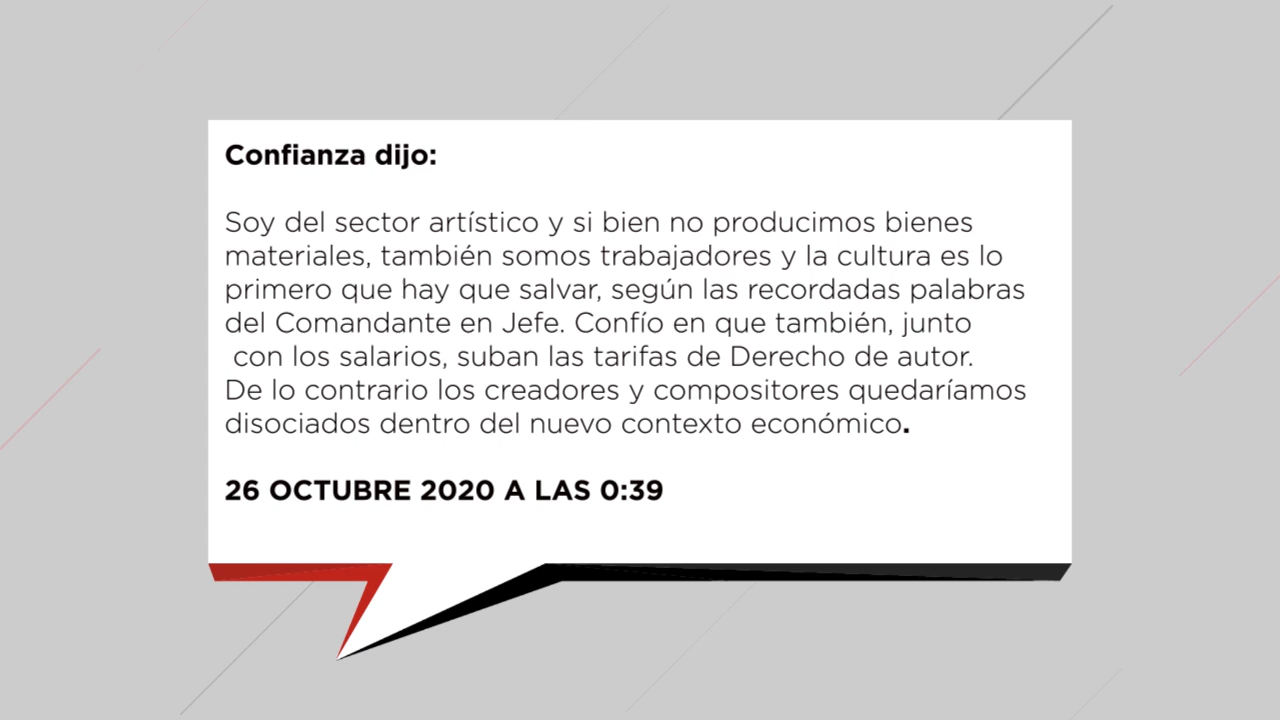 Confianza dijo:
Soy del sector artístico y si bien no producimos bienes
materiales, también somos trabajadores y la cultura es lo
primero que hay que salvar, según las recordadas palabras
del Comandante en Jefe. Confío en que también, junto
con los salarios, suban las tarifas de Derecho de autor.
De lo contrario los creadores y compositores quedaríamos
disociados dentro del nuevo contexto económico.
26 OCTUBRE 2020 A LAS 0:39